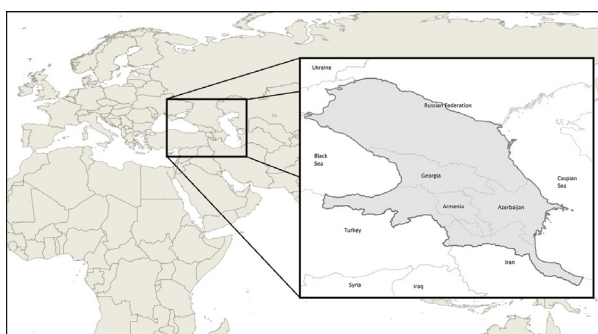 Ukraine
Russian Federation
Black
Sea
Georgia
Caspian
Sea
Armenia
Azerbaijan
Turkey
Iran
Syria
Iraq